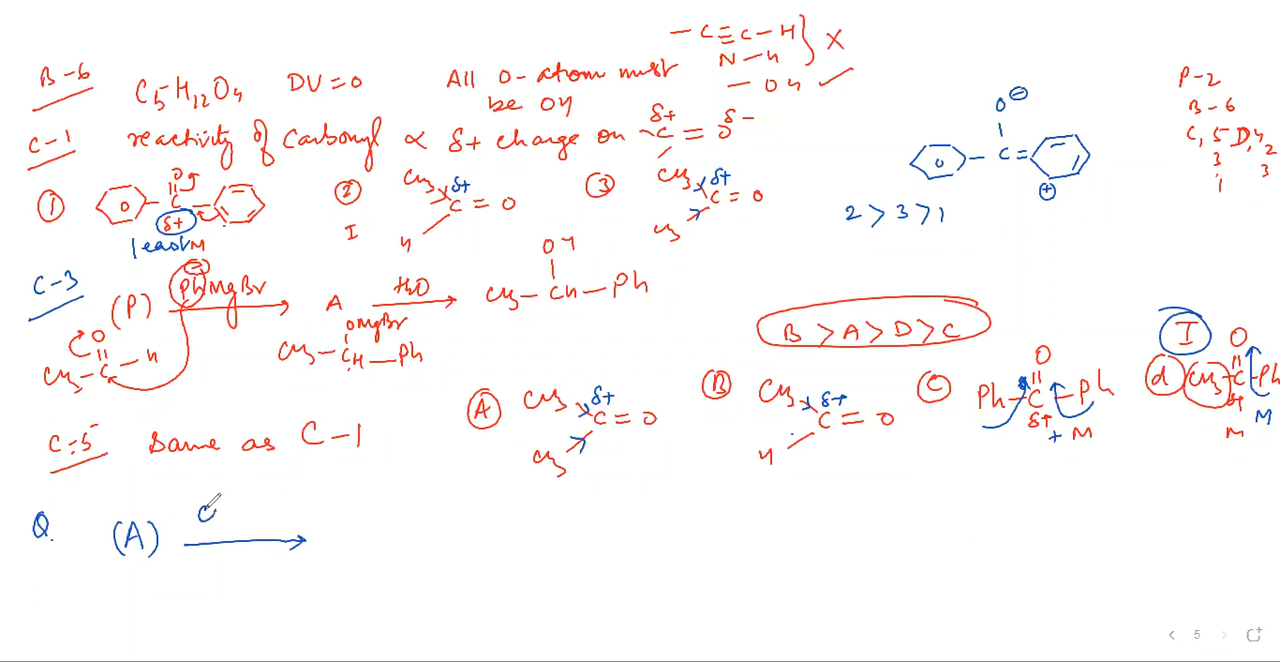 — C ≡ C — H } X
N — H
— OH ✓
B-6 C5H12O4 DV = 0 All O-atom must be OH
P-2
B-6
C, 5 D, 4,
3 2
1 3
C-1 reactivity of Carbonyl ∝ δ+ charge on C = O
δ+ δ-
① O C δ+ least M
② CH3 δ+ C = O H I
③ CH3 δ+ C = O CH3
2 > 3 > 1
O ⊖
O — C = ⊕
C-3 (P) PhMgBr → A H2O → CH3 — CH — Ph
OH
O
CH3 — C — H
OMgBr
CH3 — CH — Ph
B > A > D > C
C-5 Same as C-1
Ⓐ CH3 δ+ C = O CH3
Ⓑ CH3 δ+ C = O H
Ⓒ O Ph — C — Ph δ+ +M
ⓓ I O CH3 — C — Ph δ+ M M
Q. (A) →
< 5 >